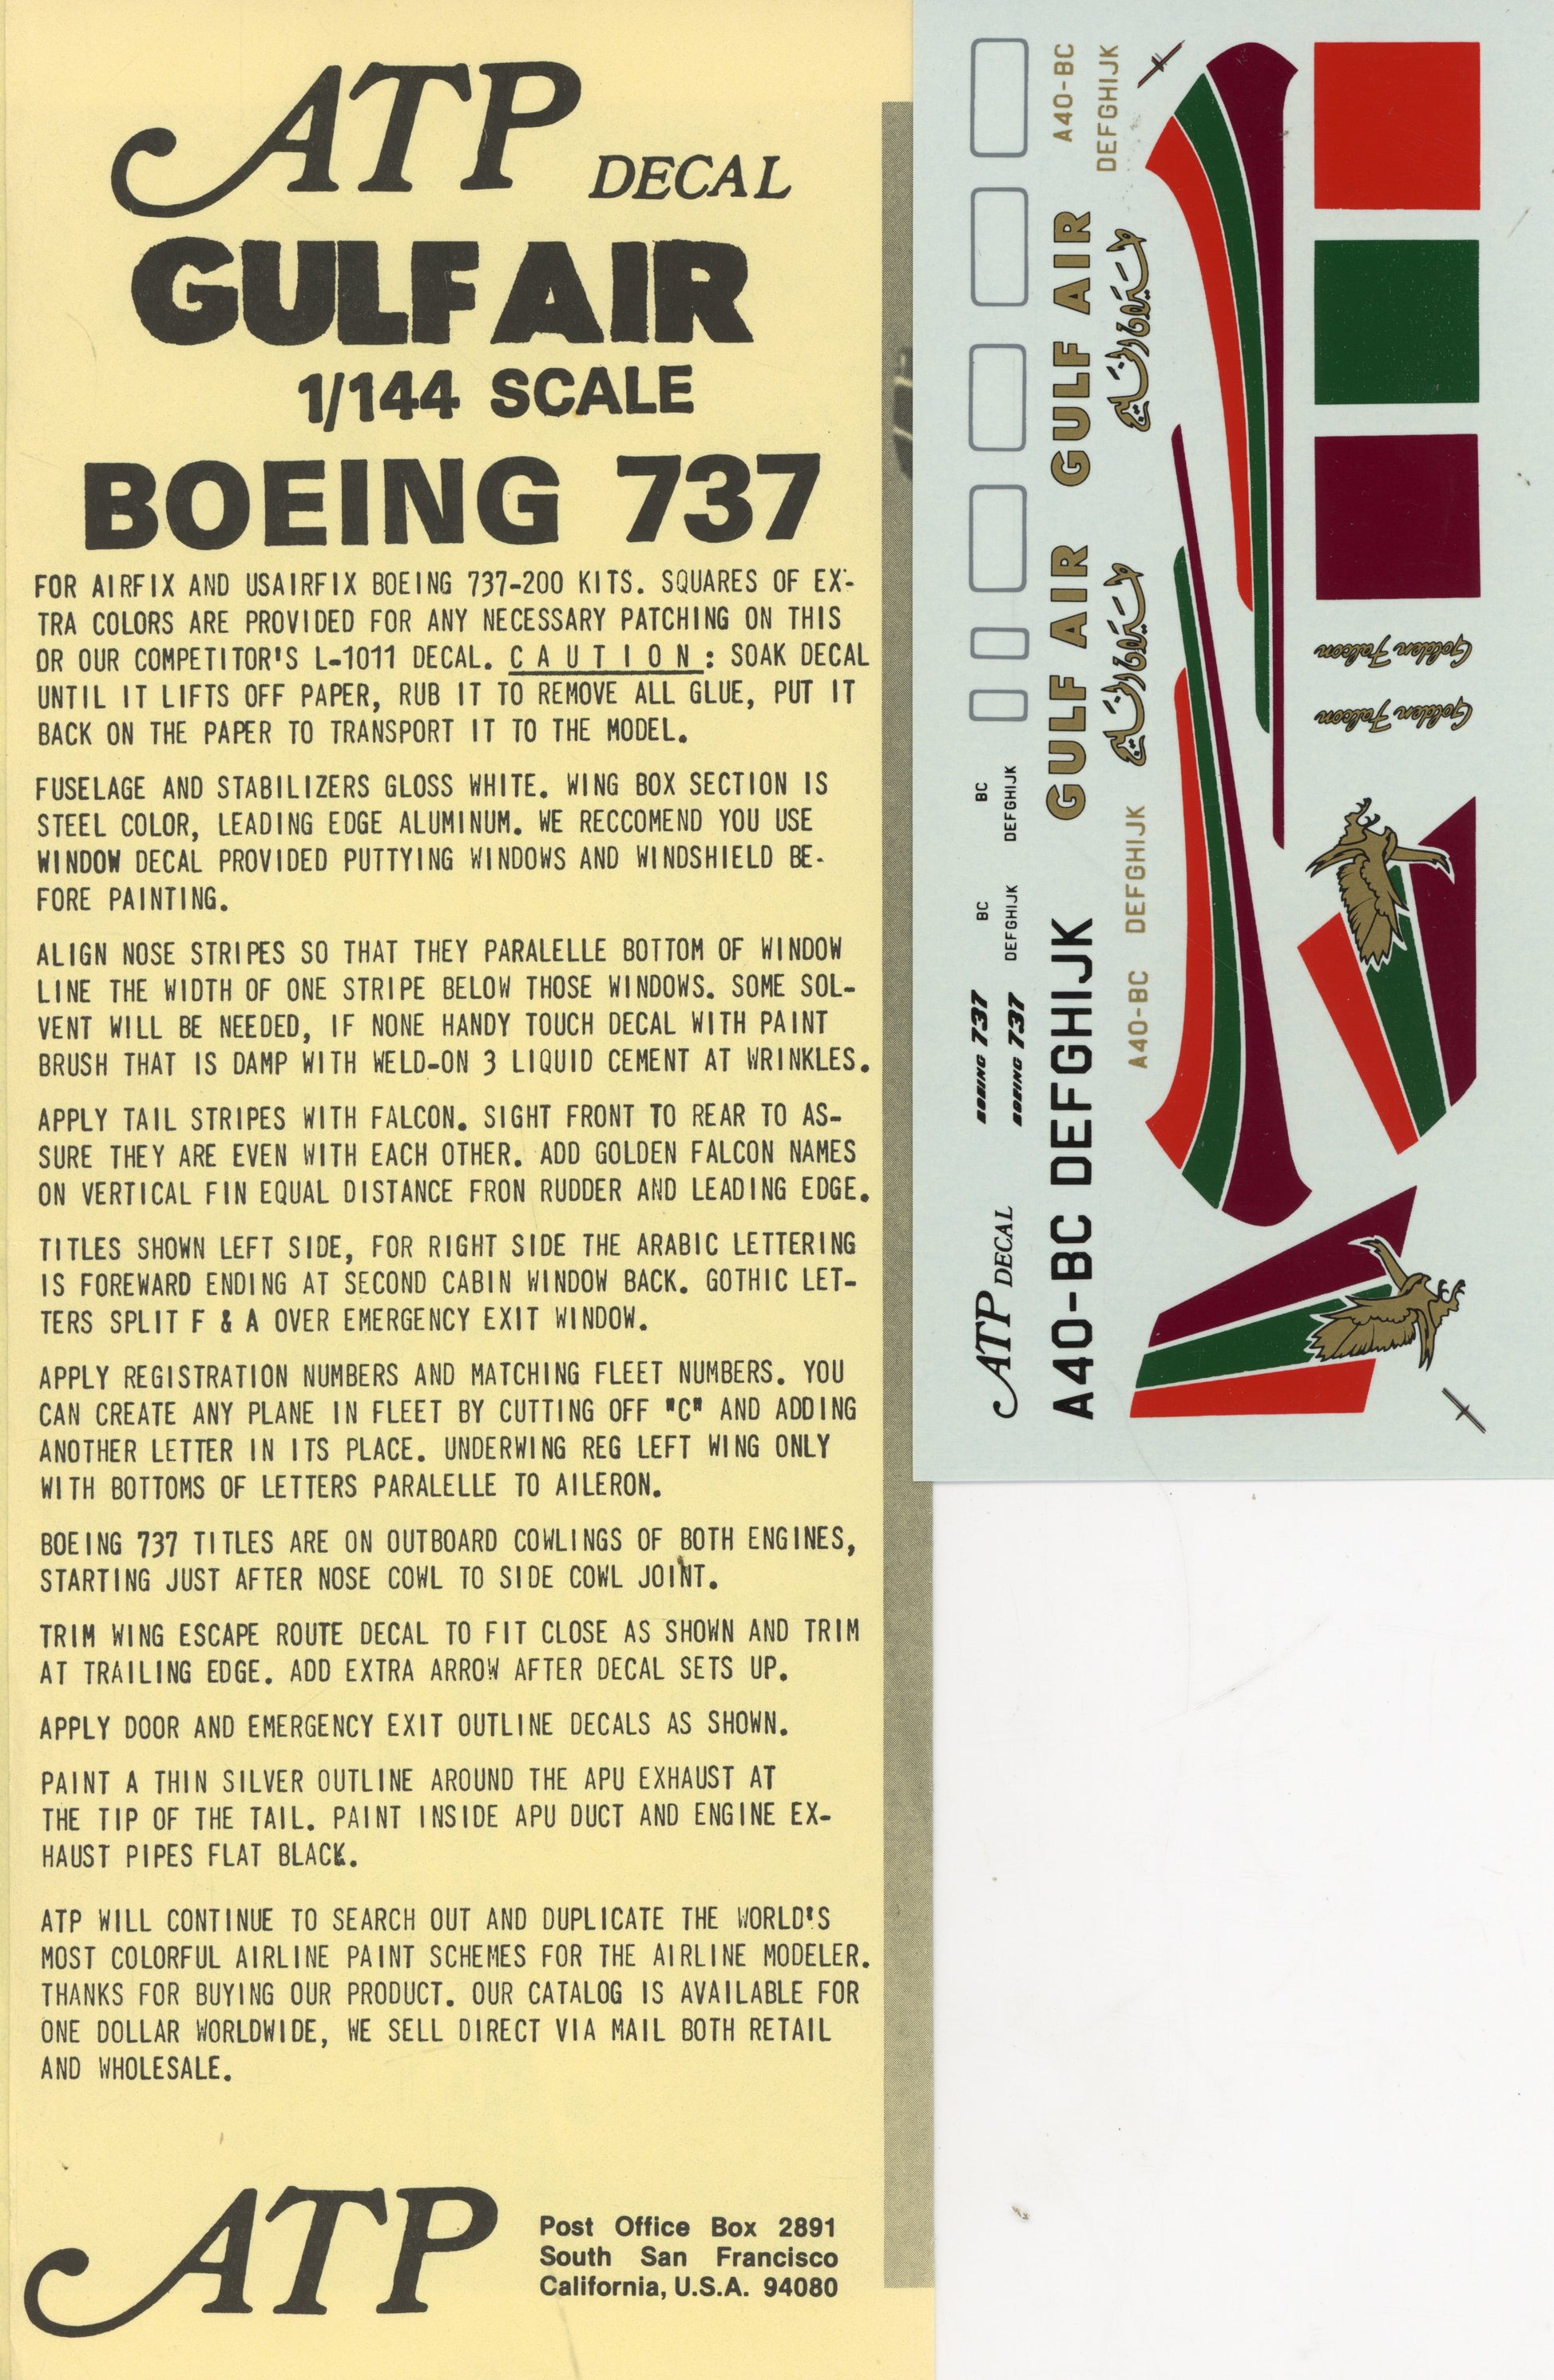 ATP DECAL
GULF AIR
1/144 SCALE
BOEING 737
FOR AIRFIX AND USAIRFIX BOEING 737-200 KITS. SQUARES OF EX-
TRA COLORS ARE PROVIDED FOR ANY NECESSARY PATCHING ON THIS
OR OUR COMPETITOR'S L-1011 DECAL. C A U T I O N : SOAK DECAL
UNTIL IT LIFTS OFF PAPER, RUB IT TO REMOVE ALL GLUE, PUT IT
BACK ON THE PAPER TO TRANSPORT IT TO THE MODEL.
FUSELAGE AND STABILIZERS GLOSS WHITE. WING BOX SECTION IS
STEEL COLOR, LEADING EDGE ALUMINUM. WE RECCOMEND YOU USE
WINDOW DECAL PROVIDED PUTTYING WINDOWS AND WINDSHIELD BE-
FORE PAINTING.
ALIGN NOSE STRIPES SO THAT THEY PARALELLE BOTTOM OF WINDOW
LINE THE WIDTH OF ONE STRIPE BELOW THOSE WINDOWS. SOME SOL-
VENT WILL BE NEEDED, IF NONE HANDY TOUCH DECAL WITH PAINT
BRUSH THAT IS DAMP WITH WELD-ON 3 LIQUID CEMENT AT WRINKLES.
APPLY TAIL STRIPES WITH FALCON. SIGHT FRONT TO REAR TO AS-
SURE THEY ARE EVEN WITH EACH OTHER. ADD GOLDEN FALCON NAMES
ON VERTICAL FIN EQUAL DISTANCE FRON RUDDER AND LEADING EDGE.
TITLES SHOWN LEFT SIDE, FOR RIGHT SIDE THE ARABIC LETTERING
IS FOREWARD ENDING AT SECOND CABIN WINDOW BACK. GOTHIC LET-
TERS SPLIT F & A OVER EMERGENCY EXIT WINDOW.
APPLY REGISTRATION NUMBERS AND MATCHING FLEET NUMBERS. YOU
CAN CREATE ANY PLANE IN FLEET BY CUTTING OFF "C" AND ADDING
ANOTHER LETTER IN ITS PLACE. UNDERWING REG LEFT WING ONLY
WITH BOTTOMS OF LETTERS PARALELLE TO AILERON.
BOEING 737 TITLES ARE ON OUTBOARD COWLINGS OF BOTH ENGINES,
STARTING JUST AFTER NOSE COWL TO SIDE COWL JOINT.
TRIM WING ESCAPE ROUTE DECAL TO FIT CLOSE AS SHOWN AND TRIM
AT TRAILING EDGE. ADD EXTRA ARROW AFTER DECAL SETS UP.
APPLY DOOR AND EMERGENCY EXIT OUTLINE DECALS AS SHOWN.
PAINT A THIN SILVER OUTLINE AROUND THE APU EXHAUST AT
THE TIP OF THE TAIL. PAINT INSIDE APU DUCT AND ENGINE EX-
HAUST PIPES FLAT BLACK.
ATP WILL CONTINUE TO SEARCH OUT AND DUPLICATE THE WORLD'S
MOST COLORFUL AIRLINE PAINT SCHEMES FOR THE AIRLINE MODELER.
THANKS FOR BUYING OUR PRODUCT. OUR CATALOG IS AVAILABLE FOR
ONE DOLLAR WORLDWIDE, WE SELL DIRECT VIA MAIL BOTH RETAIL
AND WHOLESALE.
ATP
Post Office Box 2891
South San Francisco
California, U.S.A. 94080
ATP DECAL
BOEING 737
BOEING 737
BC
DEFGHIJK
BC
DEFGHIJK
A40-BC DEFGHIJK
GULF AIR
طيران الخليج
GULF AIR
طيران الخليج
A40-BC
DEFGHIJK
A40-BC DEFGHIJK
Golden Falcon
Golden Falcon